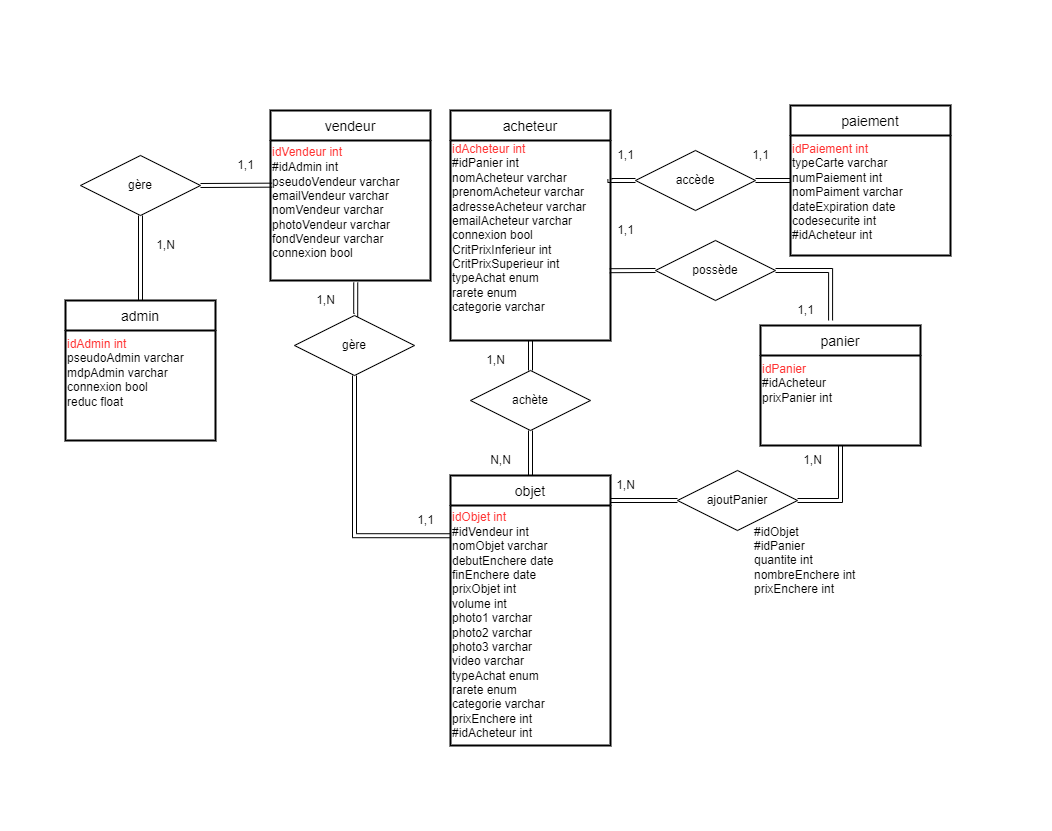 gère
1,1
1,N
admin
idAdmin int
pseudoAdmin varchar
mdpAdmin varchar
connexion bool
reduc float
vendeur
idVendeur int
#idAdmin int
pseudoVendeur varchar
emailVendeur varchar
nomVendeur varchar
photoVendeur varchar
fondVendeur varchar
connexion bool
1,N
gère
1,1
acheteur
idAcheteur int
#idPanier int
nomAcheteur varchar
prenomAcheteur varchar
adresseAcheteur varchar
emailAcheteur varchar
connexion bool
CritPrixInferieur int
CritPrixSuperieur int
typeAchat enum
rarete enum
categorie varchar
1,1
accède
1,1
paiement
idPaiement int
typeCarte varchar
numPaiement int
nomPaiment varchar
dateExpiration date
codesecurite int
#idAcheteur int
1,1
possède
1,1
panier
idPanier
#idAcheteur
prixPanier int
1,N
achète
N,N
objet
idObjet int
#idVendeur int
nomObjet varchar
debutEnchere date
finEnchere date
prixObjet int
volume int
photo1 varchar
photo2 varchar
photo3 varchar
video varchar
typeAchat enum
rarete enum
categorie varchar
prixEnchere int
#idAcheteur int
1,N
ajoutPanier
1,N
#idObjet
#idPanier
quantite int
nombreEnchere int
prixEnchere int